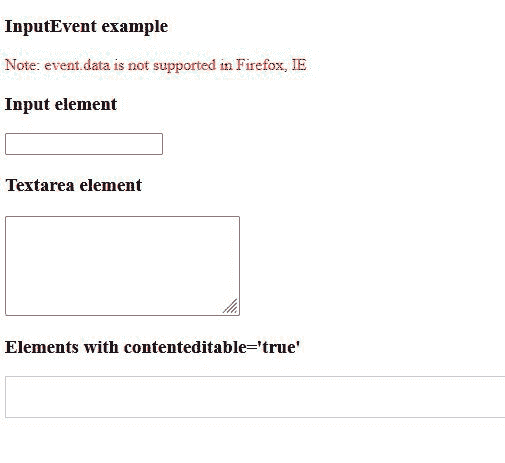 InputEvent example
Note: event.data is not supported in Firefox, IE
Input element
Textarea element
Elements with contenteditable='true'